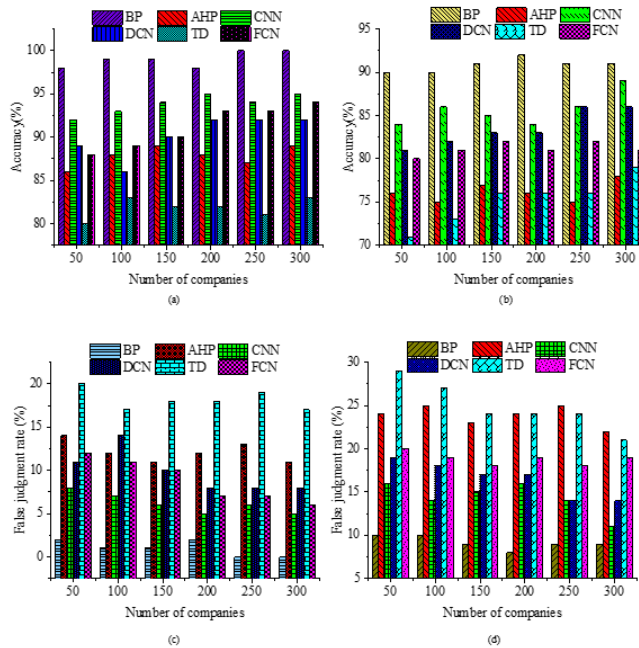 BP AHP CNN
DCN TD FCN
100
95
90
85
80
Accuracy(%)
50 100 150 200 250 300
Number of companies
(a)
BP AHP CNN
DCN TD FCN
100
95
90
85
80
75
70
Accuracy(%)
50 100 150 200 250 300
Number of companies
(b)
BP AHP CNN
DCN TD FCN
20
15
10
5
0
False judgment rate (%)
50 100 150 200 250 300
Number of companies
(c)
BP AHP CNN
DCN TD FCN
30
25
20
15
10
5
False judgment rate (%)
50 100 150 200 250 300
Number of companies
(d)